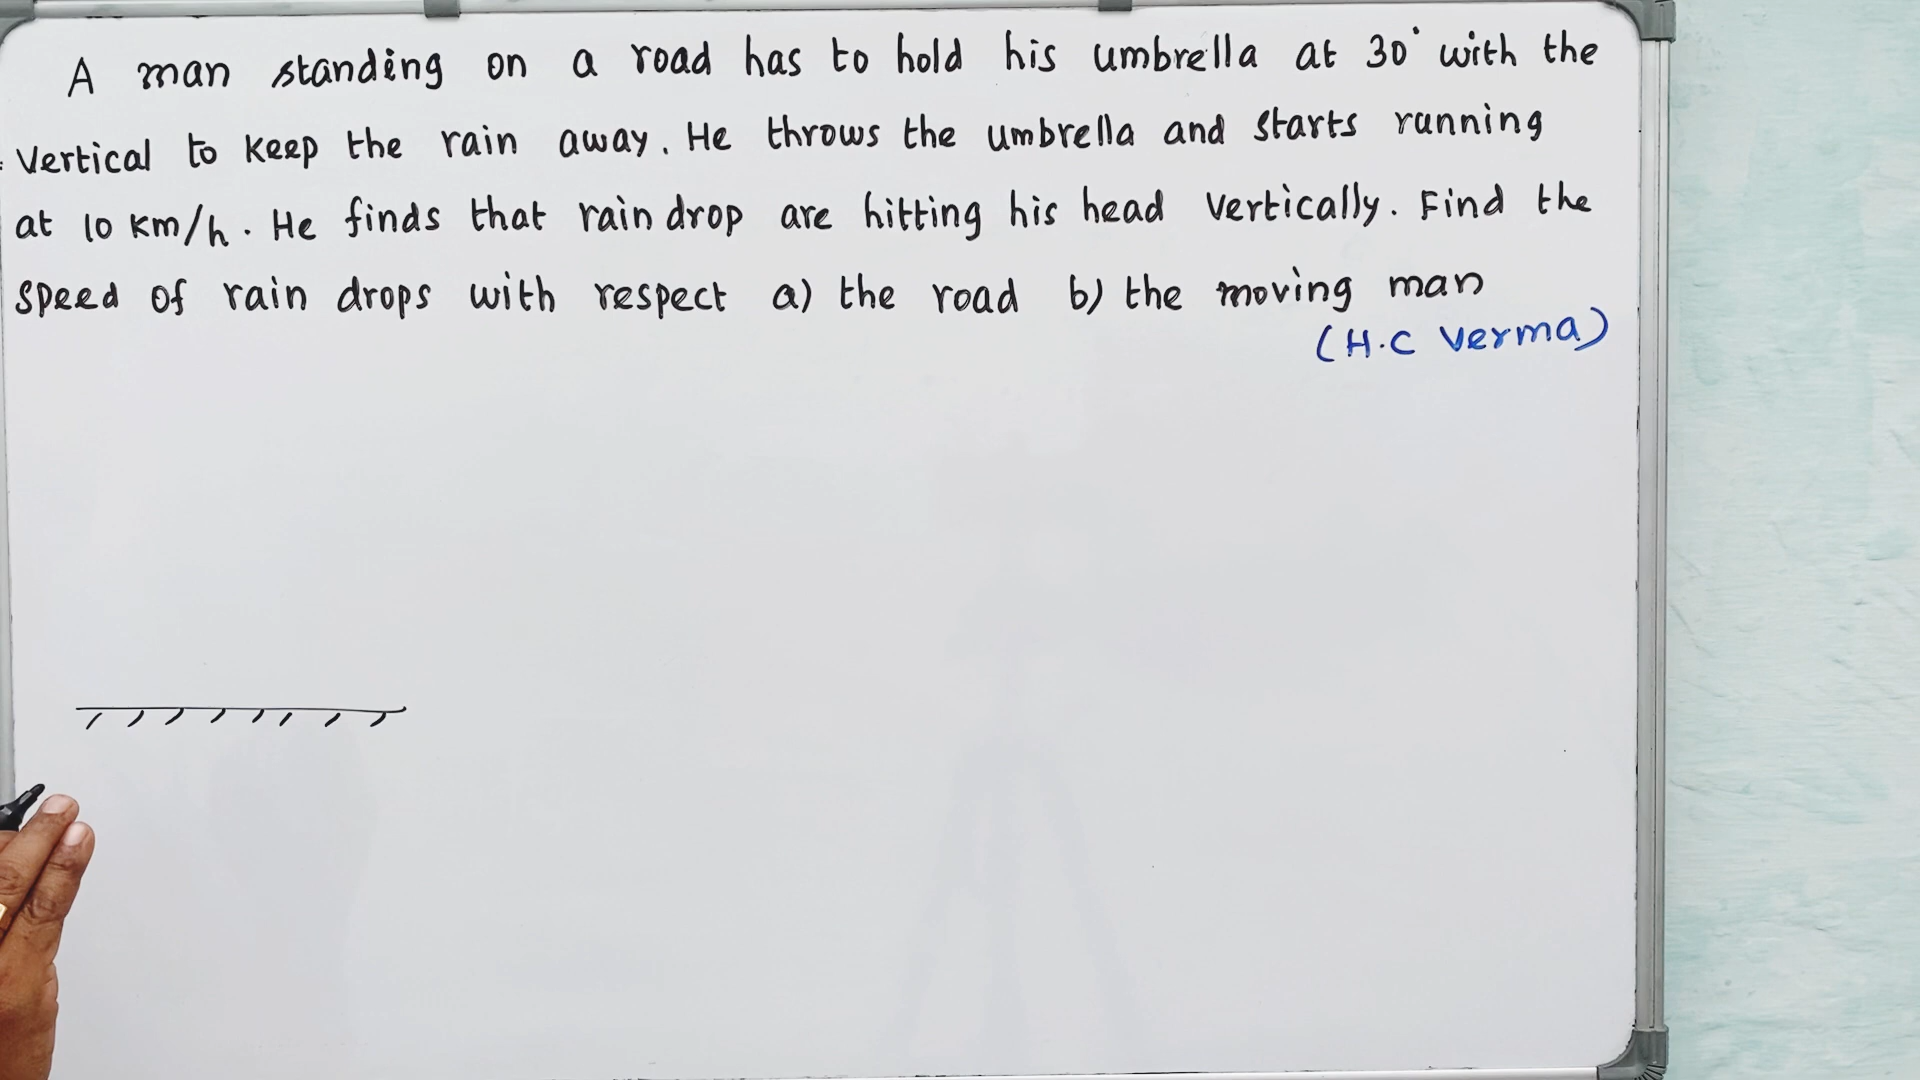 A man standing on a road has to hold his umbrella at 30° with the
Vertical to keep the rain away. He throws the umbrella and starts running
at 10 km/h. He finds that rain drop are hitting his head vertically. Find the
speed of rain drops with respect a) the road b) the moving man
(H.C Verma)